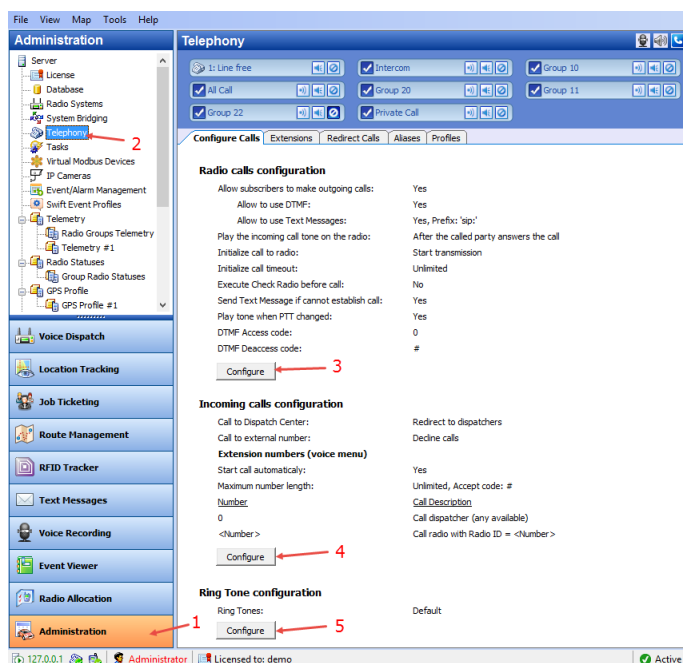 File View Map Tools Help
Administration
Server
License
Database
Radio Systems
System Bridging
Telephony
2
Tasks
Virtual Modbus Devices
IP Cameras
Event/Alarm Management
Swift Event Profiles
Telemetry
Radio Groups Telemetry
Telemetry #1
Radio Statuses
Group Radio Statuses
GPS Profile
GPS Profile #1
Voice Dispatch
Location Tracking
Job Ticketing
Route Management
RFID Tracker
Text Messages
Voice Recording
Event Viewer
Radio Allocation
Administration
1
Telephony
1: Line free
Intercom
Group 10
All Call
Group 20
Group 11
Group 22
Private Call
Configure Calls Extensions Redirect Calls Aliases Profiles
Radio calls configuration
Allow subscribers to make outgoing calls: Yes
Allow to use DTMF: Yes
Allow to use Text Messages: Yes, Prefix: 'sip:'
Play the incoming call tone on the radio: After the called party answers the call
Initialize call to radio: Start transmission
Initialize call timeout: Unlimited
Execute Check Radio before call: No
Send Text Message if cannot establish call: Yes
Play tone when PTT changed: Yes
DTMF Access code: 0
DTMF Deaccess code: #
Configure 3
Incoming calls configuration
Call to Dispatch Center: Redirect to dispatchers
Call to external number: Decline calls
Extension numbers (voice menu)
Start call automaticaly: Yes
Maximum number length: Unlimited, Accept code: #
Number Call Description
0 Call dispatcher (any available)
<Number> Call radio with Radio ID = <Number>
Configure 4
Ring Tone configuration
Ring Tones: Default
Configure 5
127.0.0.1 Administrator Licensed to: demo Active